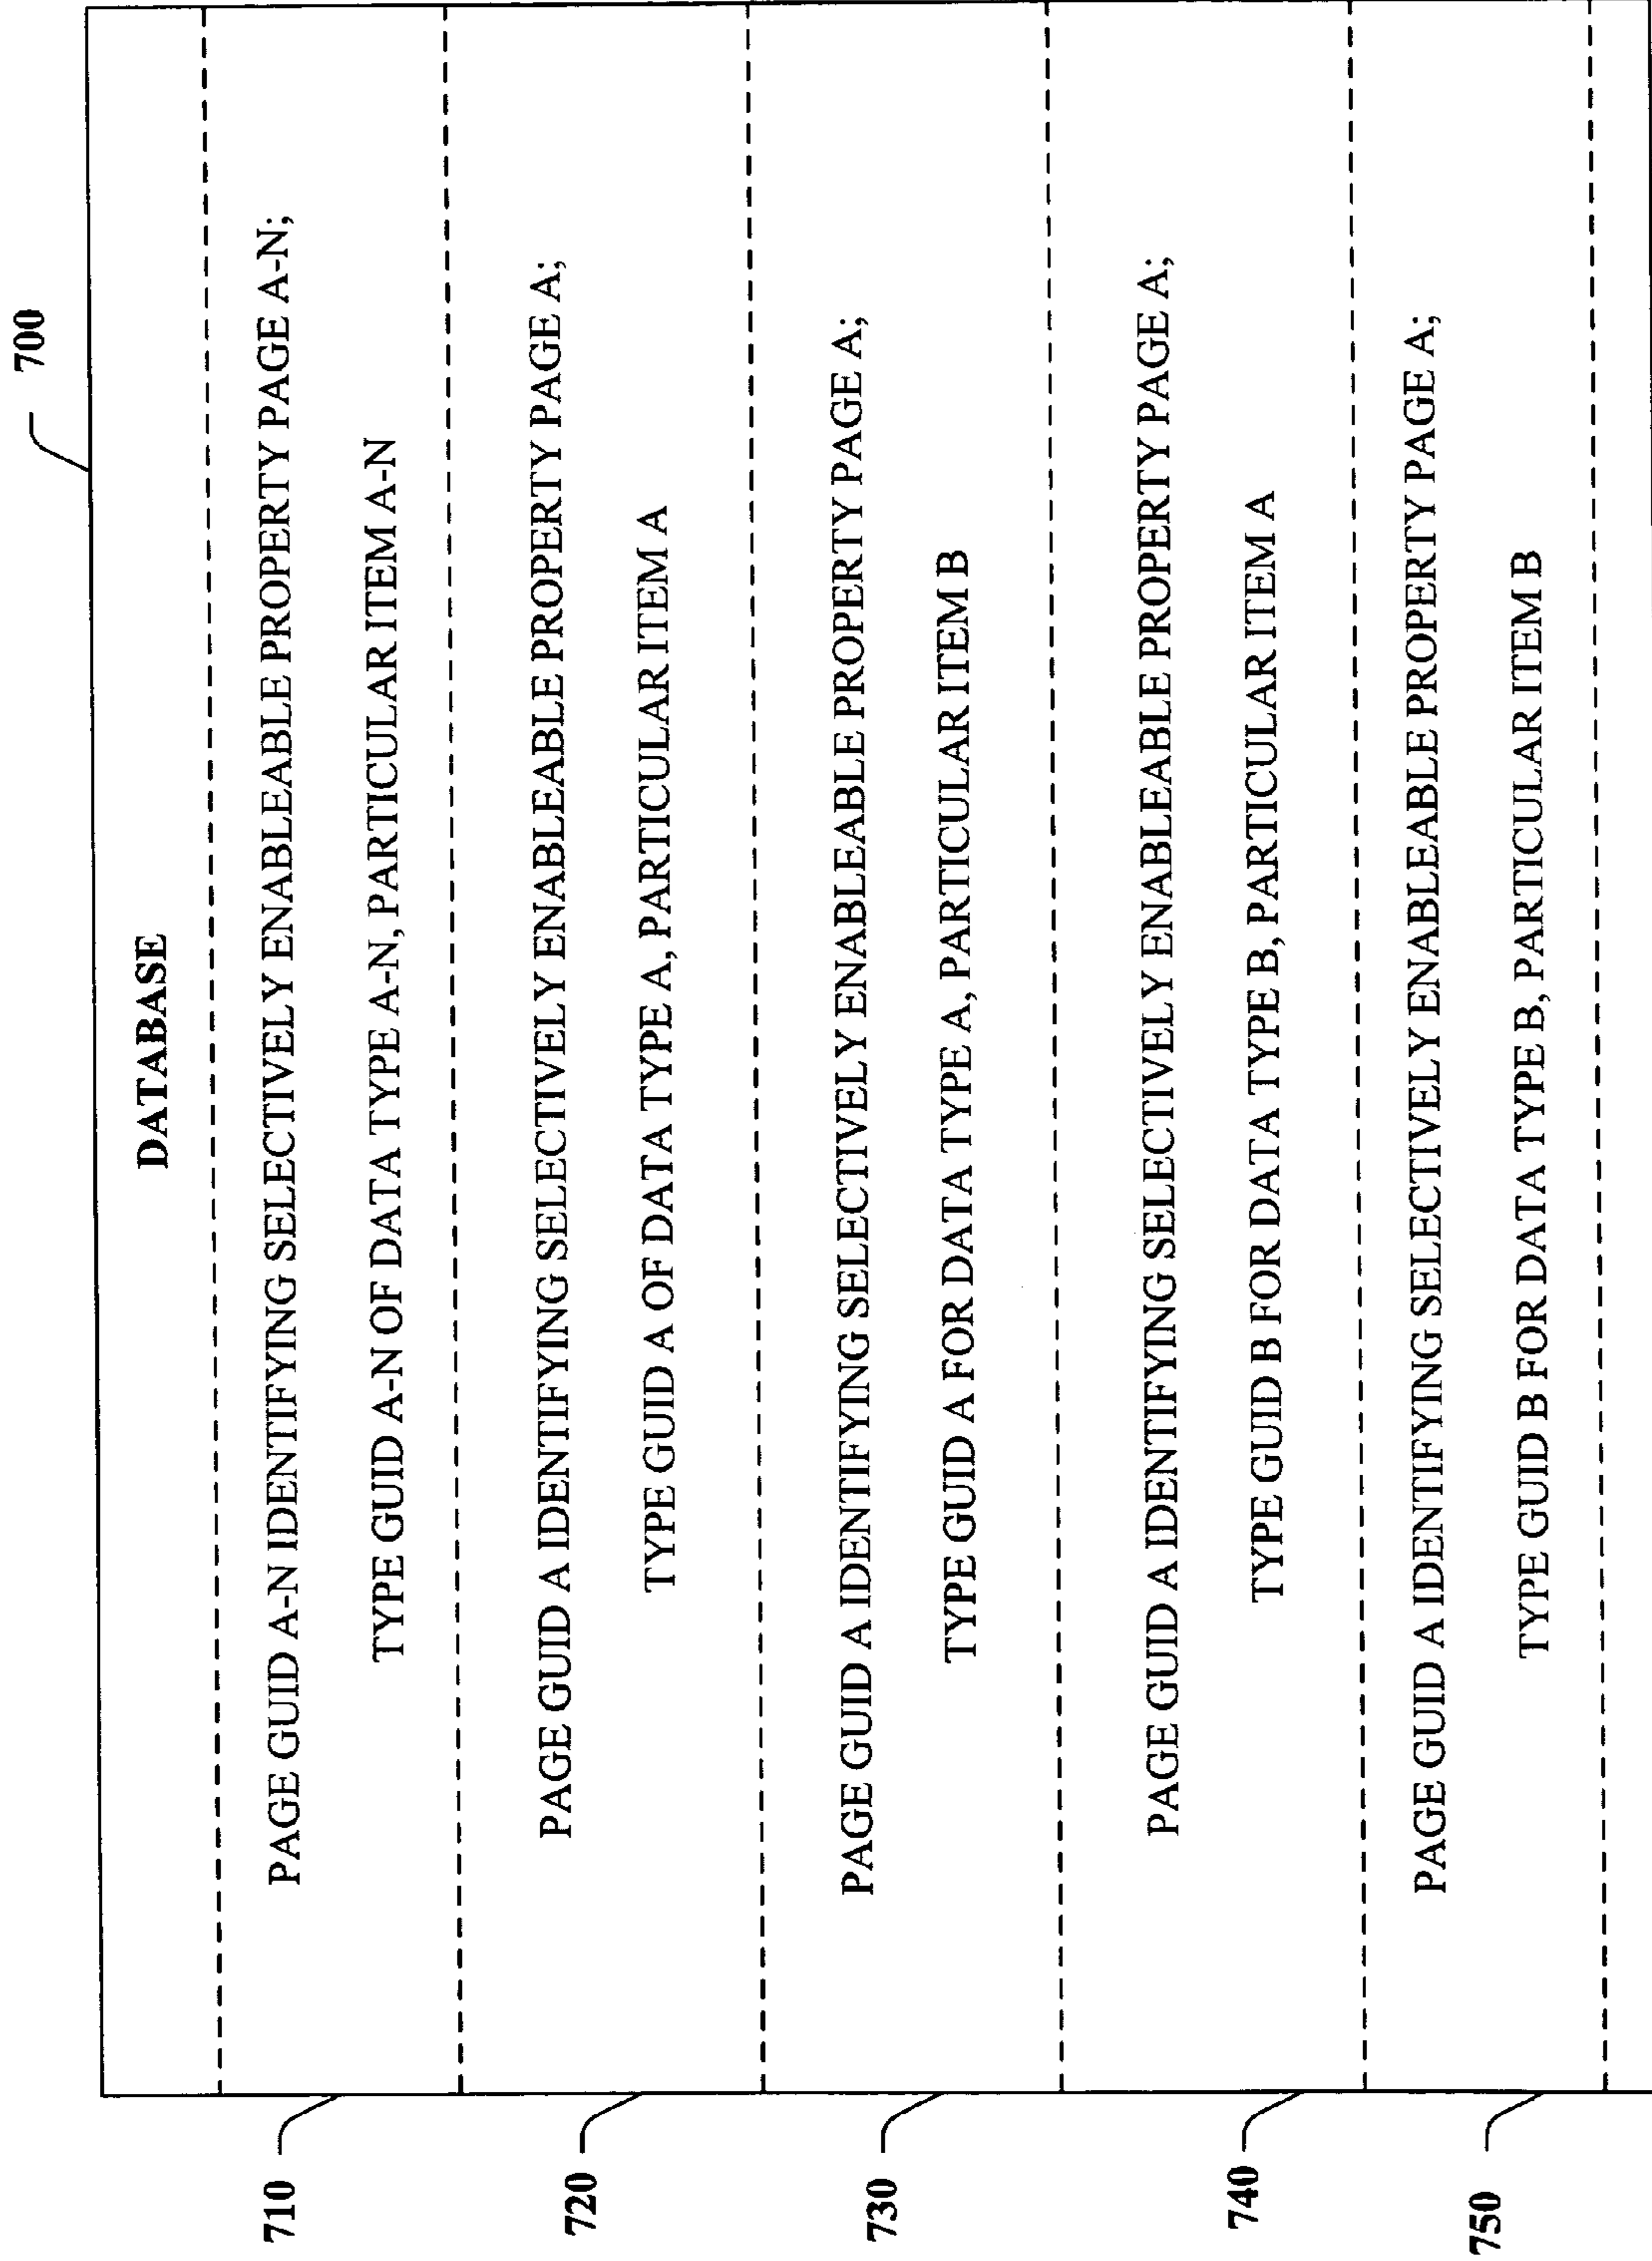 700
DATABASE
PAGE GUID A-N IDENTIFYING SELECTIVELY ENABLEABLE PROPERTY PAGE A-N;
TYPE GUID A-N OF DATA TYPE A-N, PARTICULAR ITEM A-N
710
PAGE GUID A IDENTIFYING SELECTIVELY ENABLEABLE PROPERTY PAGE A;
TYPE GUID A OF DATA TYPE A, PARTICULAR ITEM A
720
PAGE GUID A IDENTIFYING SELECTIVELY ENABLEABLE PROPERTY PAGE A;
TYPE GUID A FOR DATA TYPE A, PARTICULAR ITEM B
730
PAGE GUID A IDENTIFYING SELECTIVELY ENABLEABLE PROPERTY PAGE A;
TYPE GUID B FOR DATA TYPE B, PARTICULAR ITEM A
740
PAGE GUID A IDENTIFYING SELECTIVELY ENABLEABLE PROPERTY PAGE A;
TYPE GUID B FOR DATA TYPE B, PARTICULAR ITEM B
750